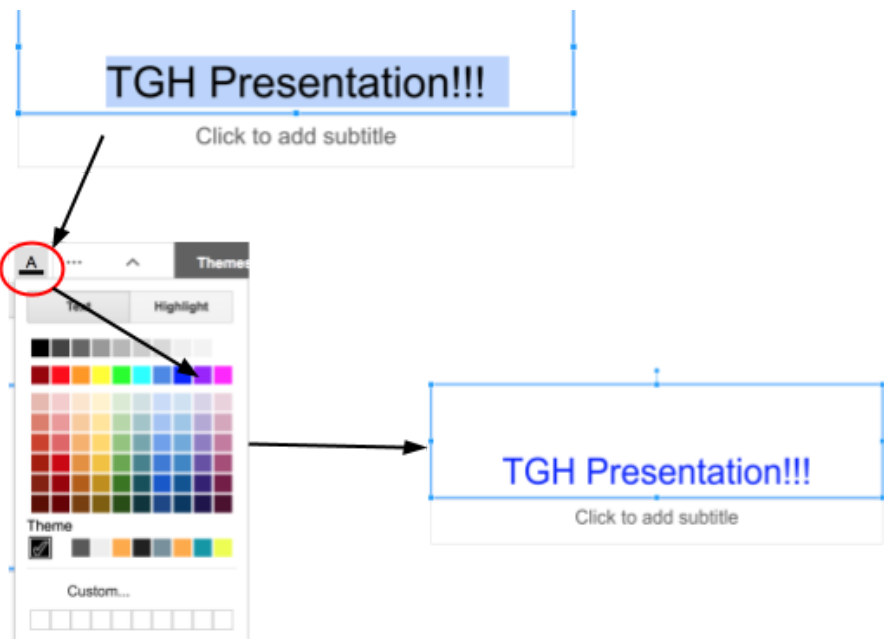 TGH Presentation!!!
Click to add subtitle
A ... Themes
Text Highlight
Theme
Custom...
TGH Presentation!!!
Click to add subtitle